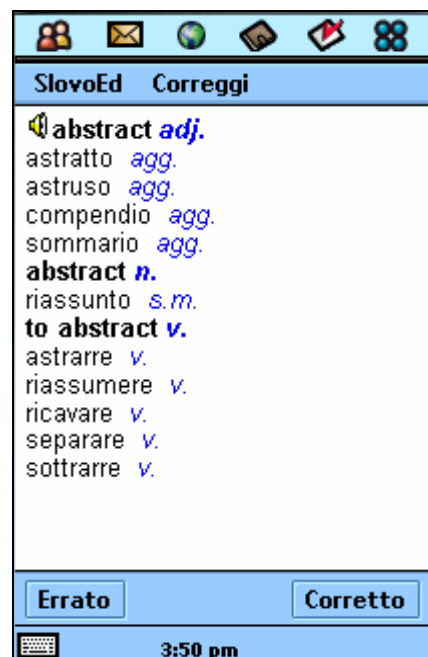 SlovoEd Correggi
abstract adj.
astratto agg.
astruso agg.
compendio agg.
sommario agg.
abstract n.
riassunto s.m.
to abstract v.
astrarre v.
riassumere v.
ricavare v.
separare v.
sottrarre v.
Errato Corretto
3:50 pm